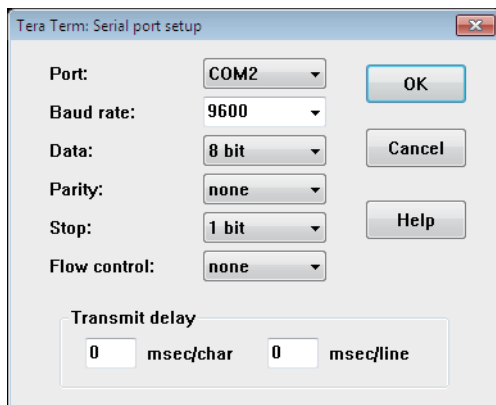 Tera Term: Serial port setup
Port: COM2 OK
Baud rate: 9600
Data: 8 bit Cancel
Parity: none
Stop: 1 bit Help
Flow control: none
Transmit delay
0 msec/char 0 msec/line